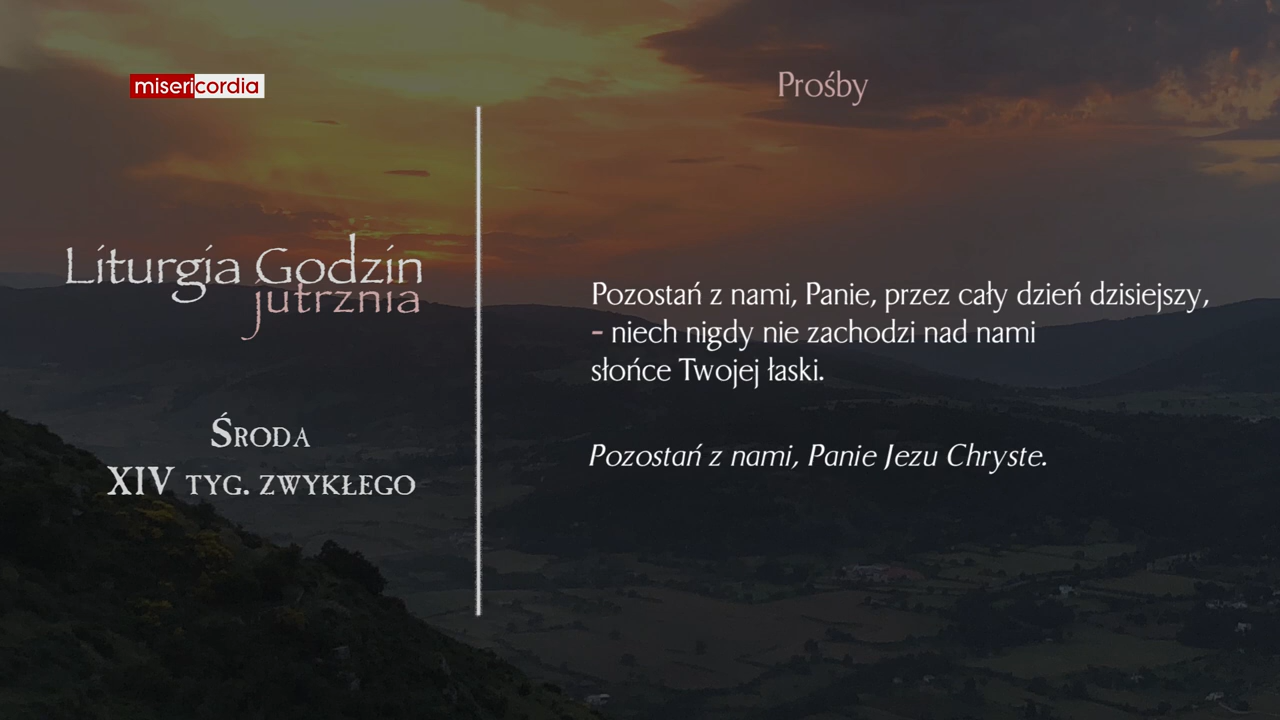 misericordia
Prośby
Liturgia Godzin
jutrznia
Środa
XIV tyg. zwykłego
Pozostań z nami, Panie, przez cały dzień dzisiejszy,
- niech nigdy nie zachodzi nad nami
słońce Twojej łaski.
Pozostań z nami, Panie Jezu Chryste.